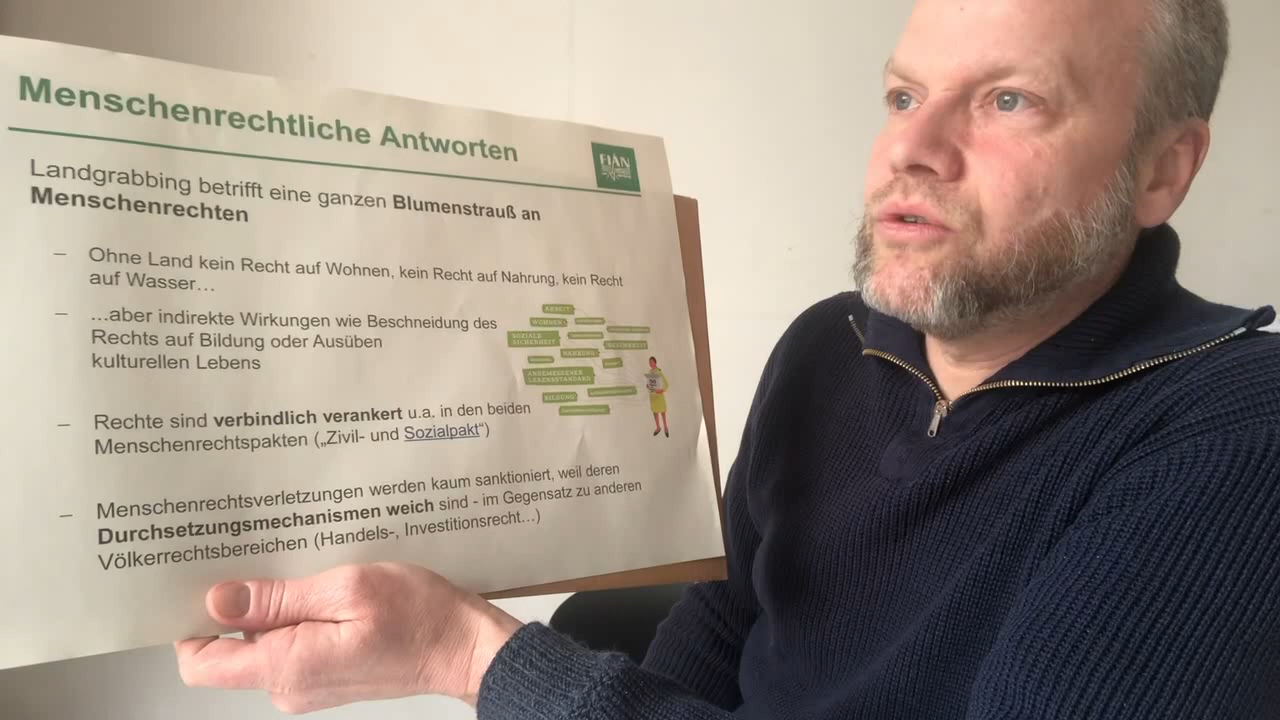 Menschenrechtliche Antworten
FIAN
Landgrabbing betrifft eine ganzen Blumenstrauß an
Menschenrechten
– Ohne Land kein Recht auf Wohnen, kein Recht auf Nahrung, kein Recht
auf Wasser…
– …aber indirekte Wirkungen wie Beschneidung des
Rechts auf Bildung oder Ausüben
kulturellen Lebens
ARBEIT
WOHNEN
SOZIALE
SICHERHEIT
GESUNDHEIT
NAHRUNG
ANGEMESSENER
LEBENSSTANDARD
BILDUNG
– Rechte sind verbindlich verankert u.a. in den beiden
Menschenrechtspakten („Zivil- und Sozialpakt“)
– Menschenrechtsverletzungen werden kaum sanktioniert, weil deren
Durchsetzungsmechanismen weich sind - im Gegensatz zu anderen
Völkerrechtsbereichen (Handels-, Investitionsrecht…)